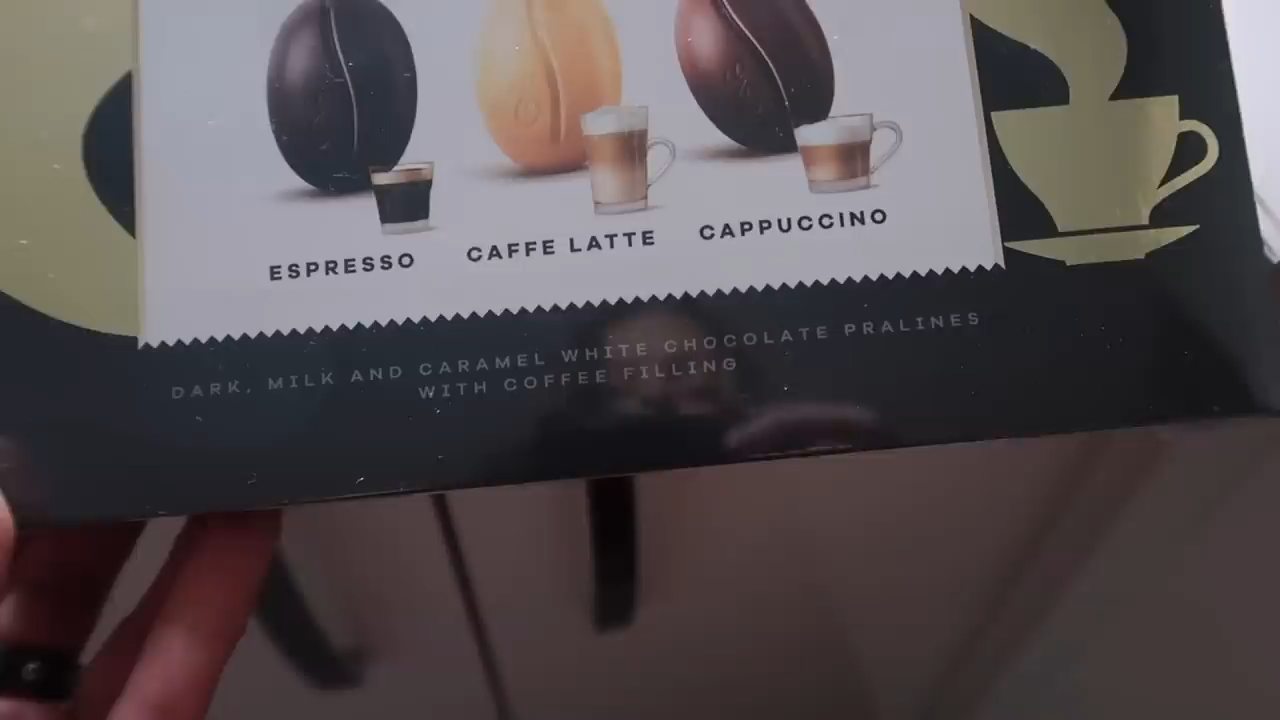 ESPRESSO
CAFFE LATTE
CAPPUCCINO
DARK, MILK AND CARAMEL WHITE CHOCOLATE PRALINES
WITH COFFEE FILLING